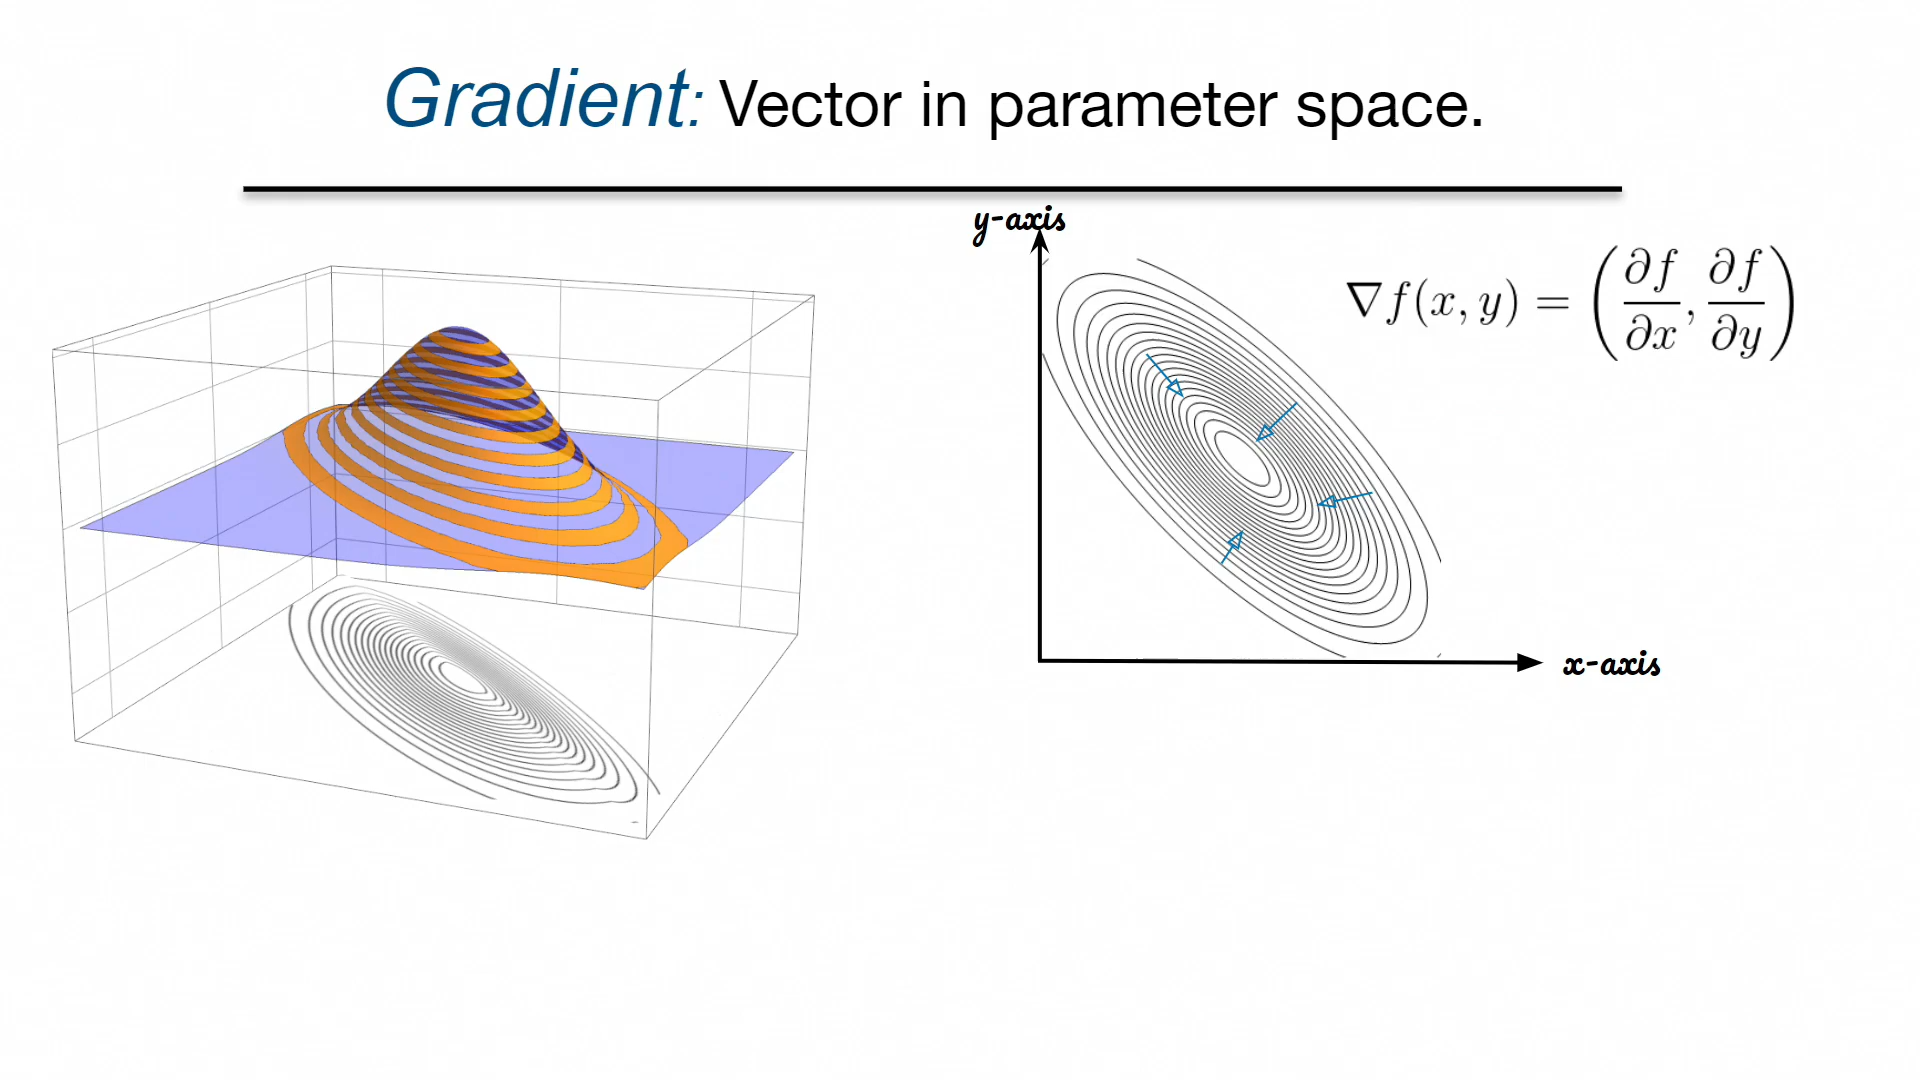 Gradient: Vector in parameter space.
y-axis
∇f(x, y) = (∂f/∂x, ∂f/∂y)
x-axis